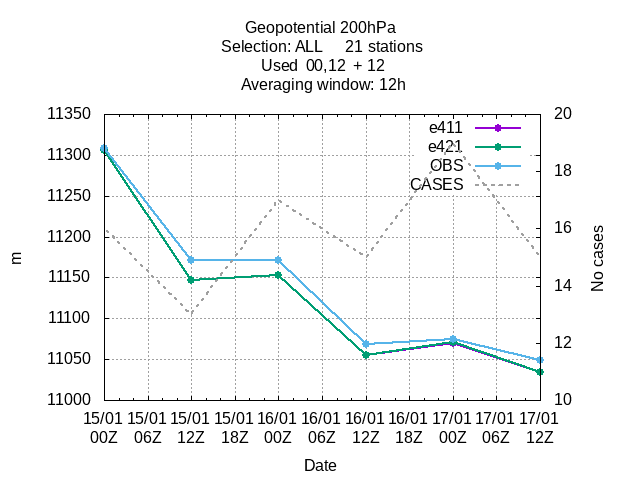 Geopotential 200hPa
Selection: ALL 21 stations
Used 00,12 + 12
Averaging window: 12h
11350
11300
11250
11200
11150
11100
11050
11000
m
20
18
16
14
12
10
No cases
e411
e421
OBS
CASES
15/01 15/01 15/01 15/01 16/01 16/01 16/01 16/01 17/01 17/01 17/01
00Z 06Z 12Z 18Z 00Z 06Z 12Z 18Z 00Z 06Z 12Z
Date